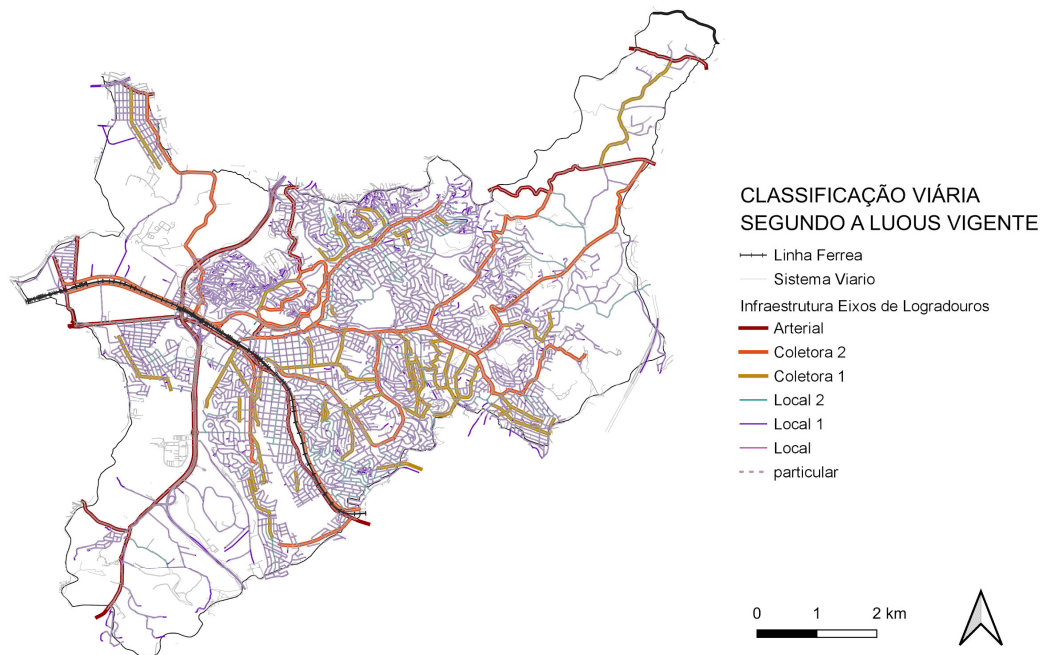 CLASSIFICAÇÃO VIÁRIA
SEGUNDO A LUOUS VIGENTE
Linha Ferrea
Sistema Viario
Infraestrutura Eixos de Logradouros
Arterial
Coletora 2
Coletora 1
Local 2
Local 1
Local
particular
0 1 2 km